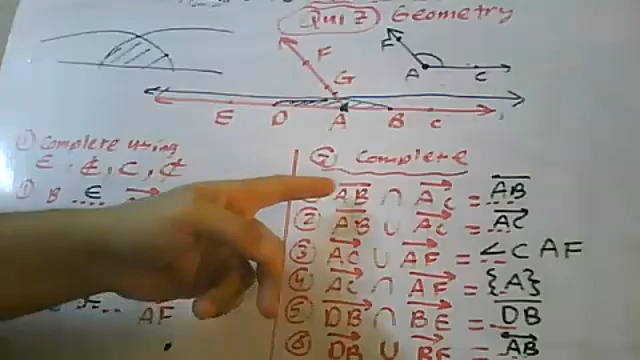 Quiz Geometry
F
F
G
A C
E D A B C
① Complete using
∈ , ∉ , ⊂ , ⊄
① B ∈
② Complete
AB ∩ AC = AB
② AB ∪ AC = AC
③ AC ∪ AF = ∠CAF
④ AC ∩ AF = {A}
⑤ DB ∩ BE = DB
⑥ DB ∪ BE = AB
AF